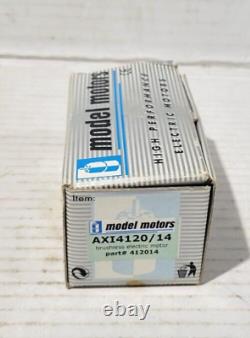 model motors
HIGH PERFORMANCE
ELECTRIC MOTORS
Item:
model motors
AXI4120/14
brushless electric motor
part# 412014